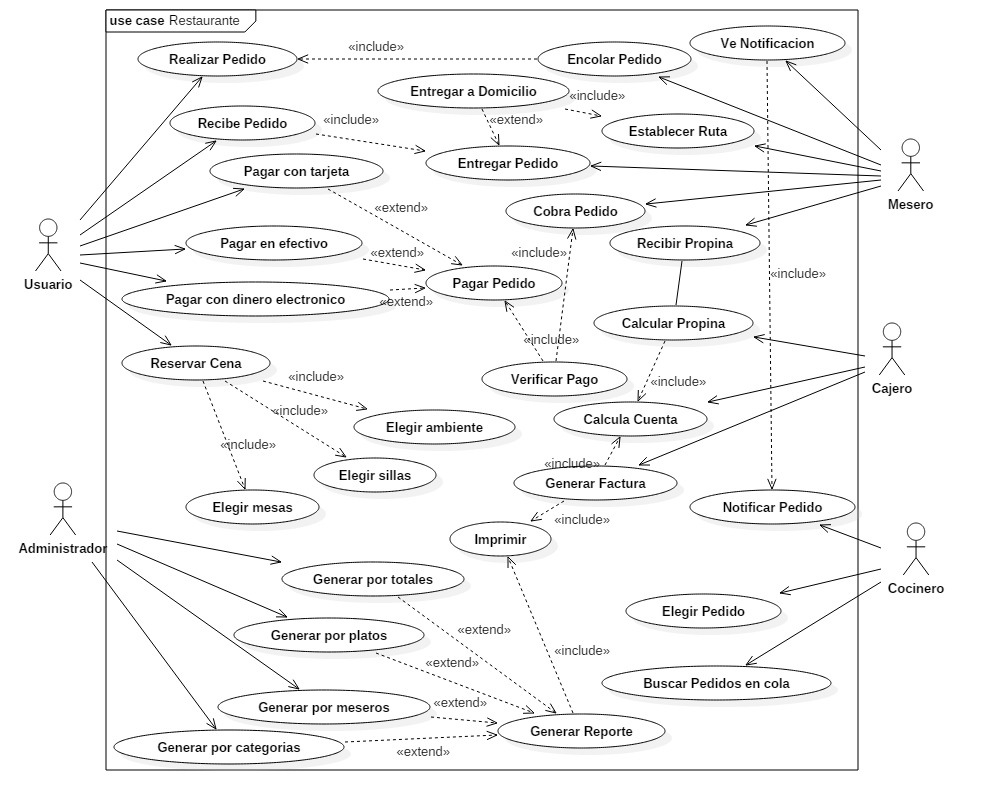 use case Restaurante
Ve Notificacion
«include»
Realizar Pedido
Encolar Pedido
Entregar a Domicilio
«include»
Recibe Pedido
«include»
«extend»
Establecer Ruta
Entregar Pedido
Pagar con tarjeta
Mesero
«extend»
Cobra Pedido
Pagar en efectivo
Recibir Propina
«extend»
«include»
«include»
Usuario
Pagar Pedido
Pagar con dinero electronico
«extend»
Calcular Propina
«include»
Reservar Cena
«include»
Verificar Pago
«include»
Cajero
«include»
Calcula Cuenta
Elegir ambiente
«include»
«include»
Elegir sillas
Generar Factura
Elegir mesas
Notificar Pedido
«include»
Imprimir
Administrador
Generar por totales
Cocinero
Elegir Pedido
«extend»
Generar por platos
«include»
«extend»
Buscar Pedidos en cola
«extend»
Generar por meseros
Generar Reporte
Generar por categorias
«extend»